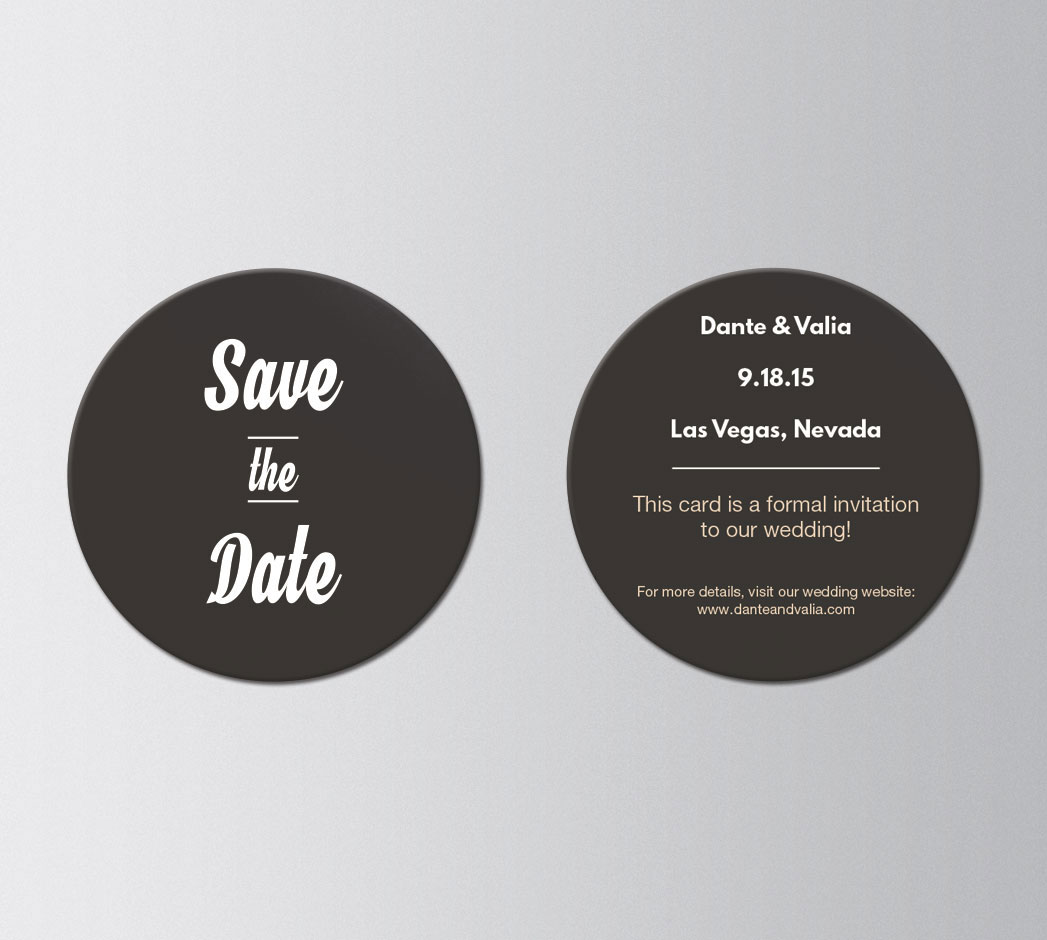 Save
the
Date
Dante & Valia
9.18.15
Las Vegas, Nevada
This card is a formal invitation
to our wedding!
For more details, visit our wedding website:
www.danteandvalia.com